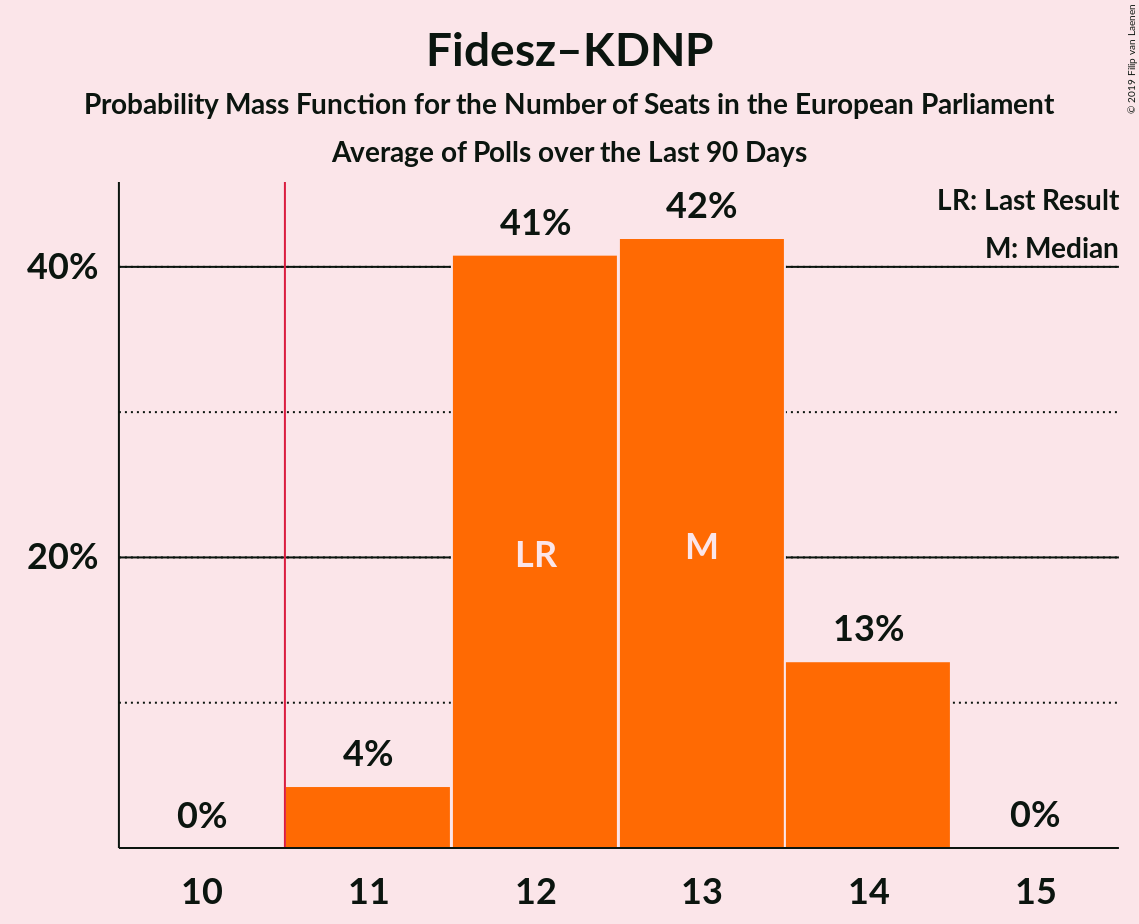 Fidesz–KDNP
Probability Mass Function for the Number of Seats in the European Parliament
Average of Polls over the Last 90 Days
© 2019 Filip van Laenen
LR: Last Result
M: Median
40%
20%
0%
4%
41%
42%
13%
0%
LR
M
10
11
12
13
14
15